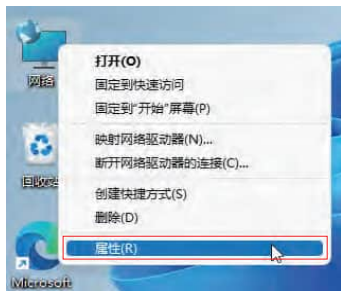 网络
打开(O)
固定到快速访问
固定到"开始"屏幕(P)
映射网络驱动器(N)...
断开网络驱动器的连接(C)...
创建快捷方式(S)
删除(D)
属性(R)
回收站
Microsoft